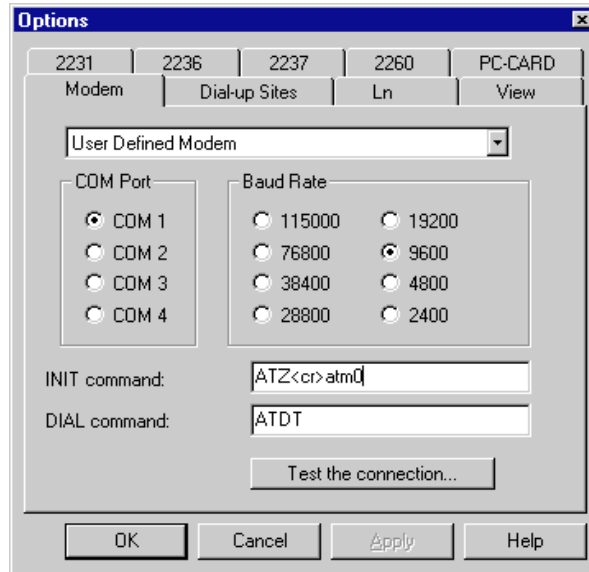 Options
2231 2236 2237 2260 PC-CARD
Modem Dial-up Sites Ln View
User Defined Modem
COM Port Baud Rate
COM 1 115000 19200
COM 2 76800 9600
COM 3 38400 4800
COM 4 28800 2400
INIT command: ATZ<cr>atm0
DIAL command: ATDT
Test the connection...
OK Cancel Apply Help